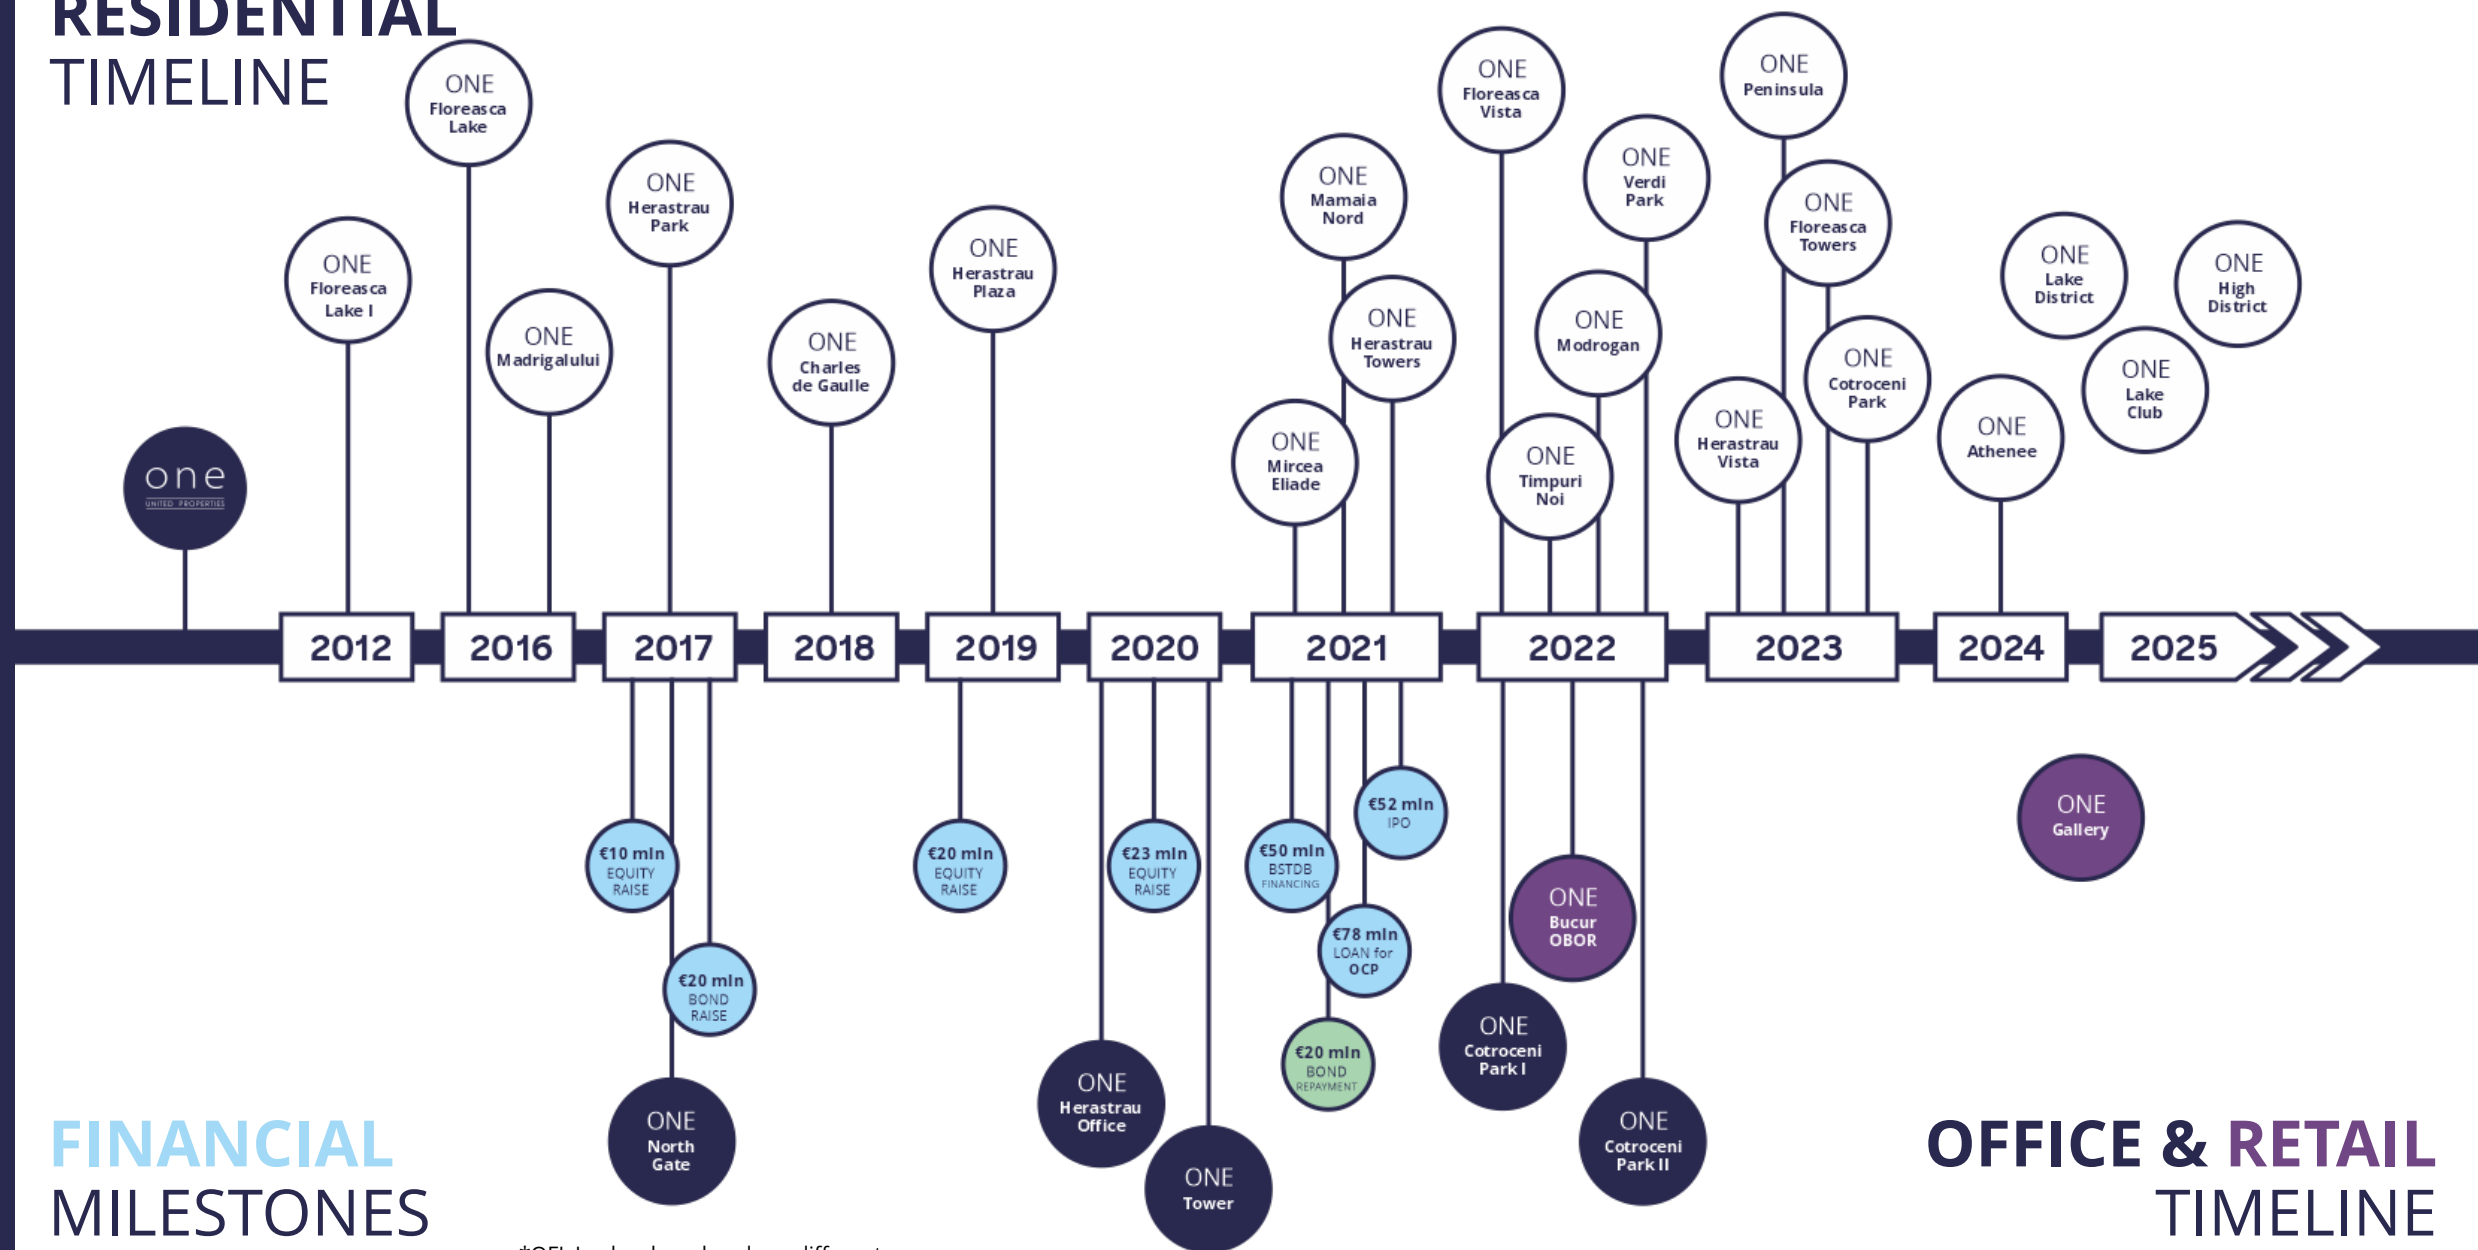 RESIDENTIAL
TIMELINE
ONE
Floreasca
Lake
ONE
Floreasca
Lake I
ONE
Madrigalului
ONE
Herastrau
Park
ONE
Charles
de Gaulle
ONE
Herastrau
Plaza
ONE
Mircea
Eliade
ONE
Mamaia
Nord
ONE
Herastrau
Towers
ONE
Floreasca
Vista
ONE
Timpuri
Noi
ONE
Modrogan
ONE
Verdi
Park
ONE
Herastrau
Vista
ONE
Peninsula
ONE
Floreasca
Towers
ONE
Cotroceni
Park
ONE
Athenee
ONE
Lake
District
ONE
Lake
Club
ONE
High
District
one
UNITED PROPERTIES
2012
2016
2017
2018
2019
2020
2021
2022
2023
2024
2025
€10 mln
EQUITY
RAISE
€20 mln
BOND
RAISE
ONE
North
Gate
€20 mln
EQUITY
RAISE
ONE
Herastrau
Office
€23 mln
EQUITY
RAISE
ONE
Tower
€50 mln
BSTDB
FINANCING
€20 mln
BOND
REPAYMENT
€78 mln
LOAN for
OCP
€52 mln
IPO
ONE
Cotroceni
Park I
ONE
Bucur
OBOR
ONE
Cotroceni
Park II
ONE
Gallery
FINANCIAL
MILESTONES
OFFICE & RETAIL
TIMELINE